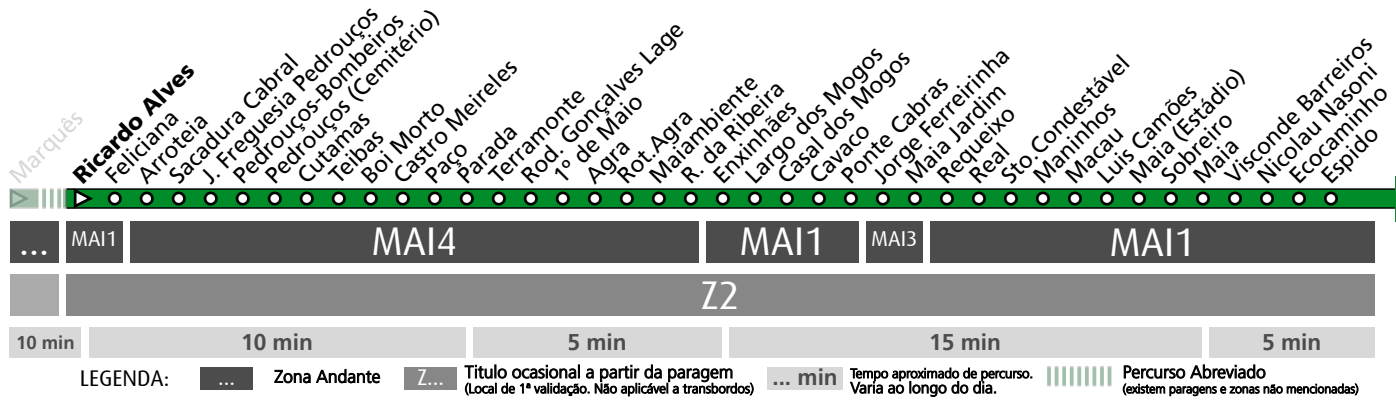 Marquês
Ricardo Alves
Feliciana
Arroteia
Sacadura Cabral
J. Freguesia Pedrouços
Pedrouços-Bombeiros
Pedrouços (Cemitério)
Cutamas
Teibas
Boi Morto
Castro Meireles
Paço
Parada
Terramonte
Rod. Gonçalves Lage
1º de Maio
Agra
Rot. Agra
Maiambiente
R. da Ribeira
Enxinhães
Largo dos Mogos
Casal dos Mogos
Cavaco
Ponte Cabras
Jorge Ferreirinha
Maia Jardim
Requeixo
Real
Sto. Condestável
Maninhos
Macau
Luis Camões
Maia (Estádio)
Sobreiro
Maia
Visconde Barreiros
Nicolau Nasoni
Ecocaminho
Espido
... MAI1 MAI4 MAI1 MAI3 MAI1
Z2
10 min 10 min 5 min 15 min 5 min
LEGENDA:
... Zona Andante
Z... Titulo ocasional a partir da paragem
(Local de 1ª validação. Não aplicável a transbordos)
... min Tempo aproximado de percurso.
Varia ao longo do dia.
Percurso Abreviado
(existem paragens e zonas não mencionadas)